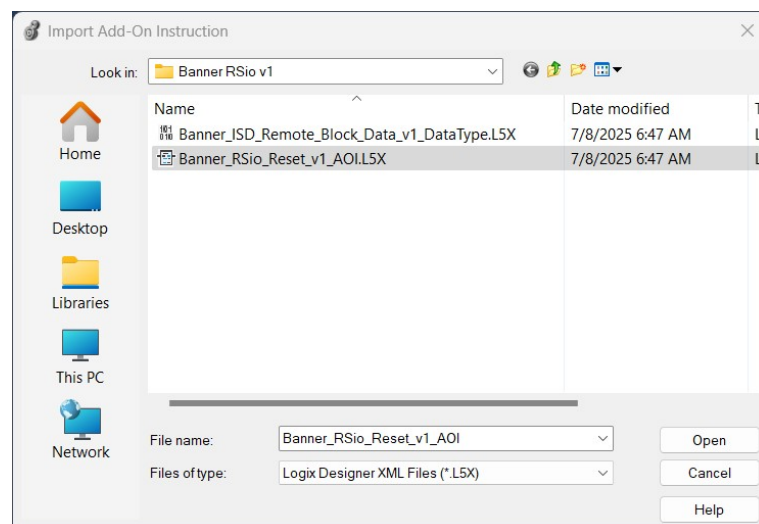 Import Add-On Instruction
Look in: Banner RSio v1
Name Date modified
Banner_ISD_Remote_Block_Data_v1_DataType.L5X 7/8/2025 6:47 AM
Banner_RSio_Reset_v1_AOI.L5X 7/8/2025 6:47 AM
Home
Desktop
Libraries
This PC
Network
File name: Banner_RSio_Reset_v1_AOI Open
Files of type: Logix Designer XML Files (*.L5X) Cancel
Help